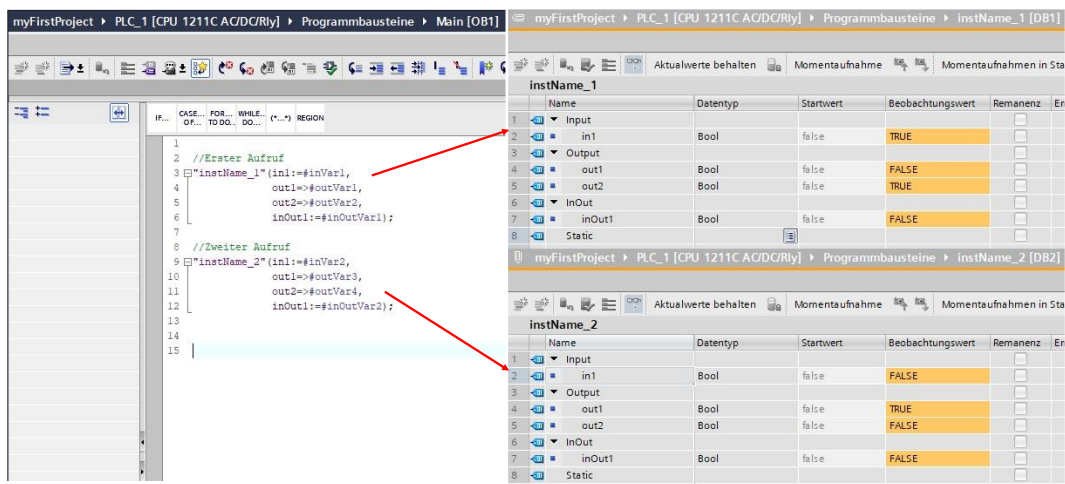 myFirstProject ▸ PLC_1 [CPU 1211C AC/DC/Rly] ▸ Programmbausteine ▸ Main [OB1]
IF... CASE... OF... FOR... TO DO... WHILE... DO... (*...*) REGION
1
2 //Erster Aufruf
3 "instName_1"(in1:=#inVar1,
4 out1=>#outVar1,
5 out2=>#outVar2,
6 inOut1:=#inOutVar1);
7
8 //Zweiter Aufruf
9 "instName_2"(in1:=#inVar2,
10 out1=>#outVar3,
11 out2=>#outVar4,
12 inOut1:=#inOutVar2);
13
14
15
myFirstProject ▸ PLC_1 [CPU 1211C AC/DC/Rly] ▸ Programmbausteine ▸ instName_1 [DB1]
Aktualwerte behalten Momentaufnahme Momentaufnahmen in Sta
instName_1
Name Datentyp Startwert Beobachtungswert Remanenz Er
1 Input
2 in1 Bool false TRUE
3 Output
4 out1 Bool false FALSE
5 out2 Bool false TRUE
6 InOut
7 inOut1 Bool false FALSE
8 Static
myFirstProject ▸ PLC_1 [CPU 1211C AC/DC/Rly] ▸ Programmbausteine ▸ instName_2 [DB2]
Aktualwerte behalten Momentaufnahme Momentaufnahmen in Sta
instName_2
Name Datentyp Startwert Beobachtungswert Remanenz Er
1 Input
2 in1 Bool false FALSE
3 Output
4 out1 Bool false TRUE
5 out2 Bool false FALSE
6 InOut
7 inOut1 Bool false FALSE
8 Static